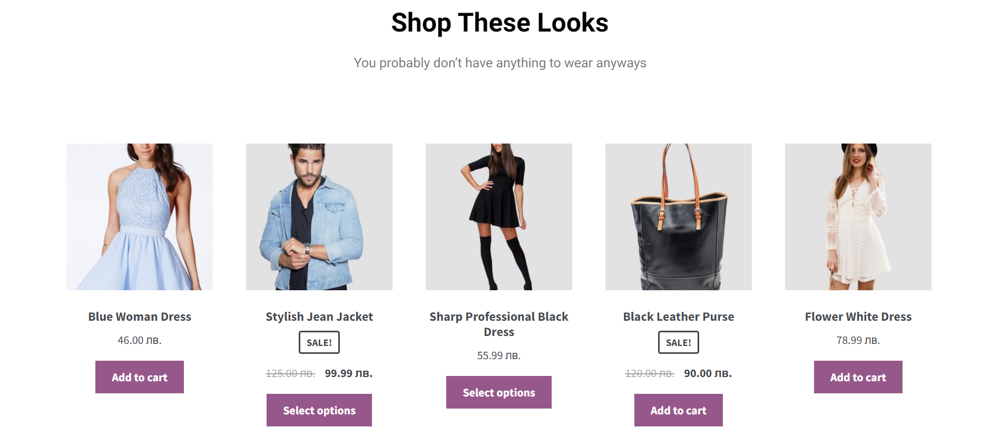 Shop These Looks
You probably don’t have anything to wear anyways
Blue Woman Dress
46.00 лв.
Add to cart
Stylish Jean Jacket
SALE!
125.00 лв. 99.99 лв.
Select options
Sharp Professional Black
Dress
55.99 лв.
Select options
Black Leather Purse
SALE!
120.00 лв. 90.00 лв.
Add to cart
Flower White Dress
78.99 лв.
Add to cart